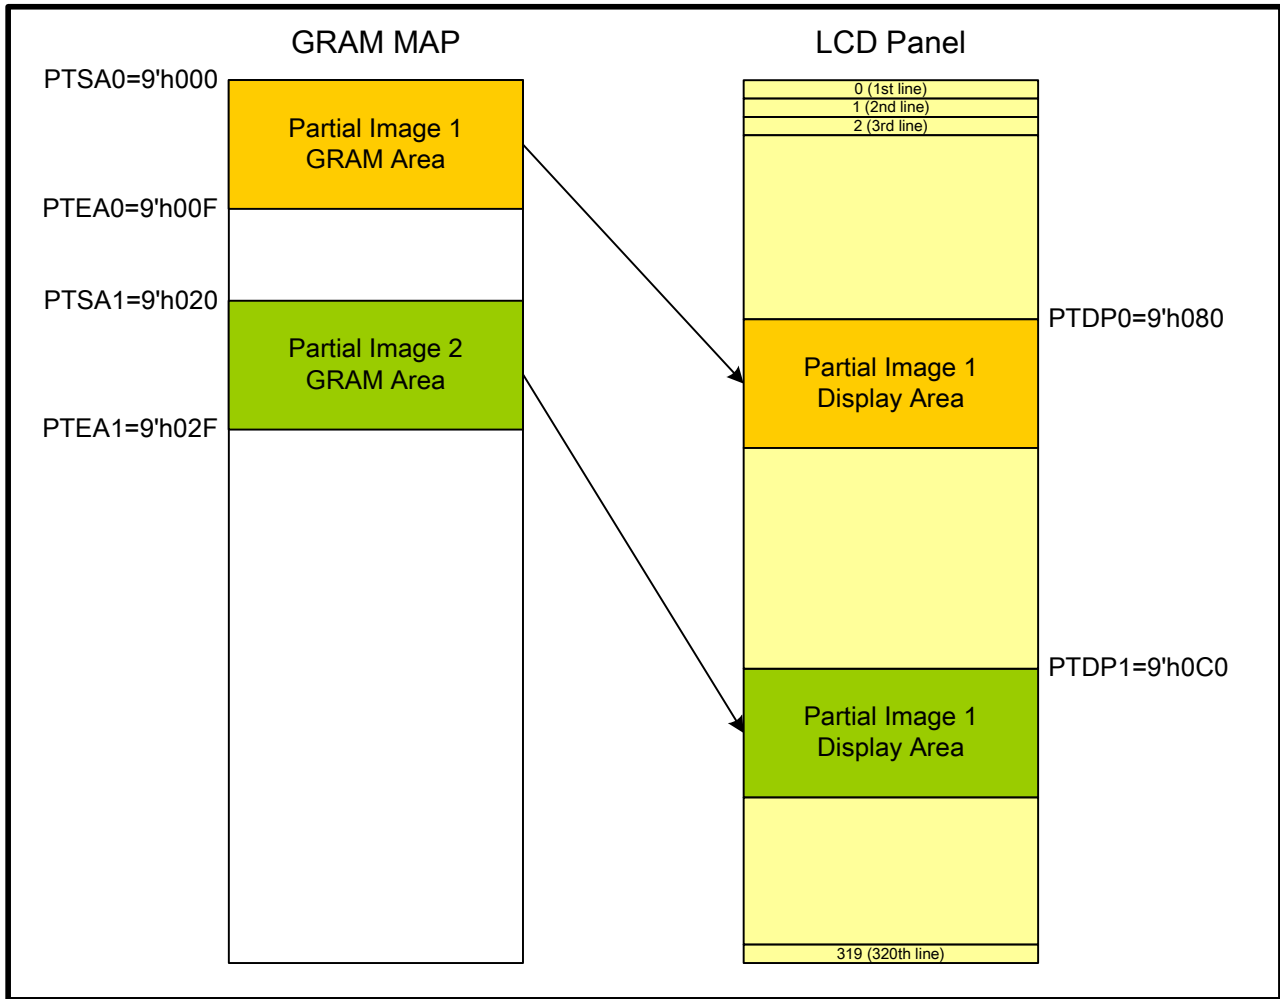 GRAM MAP
LCD Panel
PTSA0=9'h000
Partial Image 1
GRAM Area
PTEA0=9'h00F
PTSA1=9'h020
Partial Image 2
GRAM Area
PTEA1=9'h02F
0 (1st line)
1 (2nd line)
2 (3rd line)
PTDP0=9'h080
Partial Image 1
Display Area
PTDP1=9'h0C0
Partial Image 1
Display Area
319 (320th line)